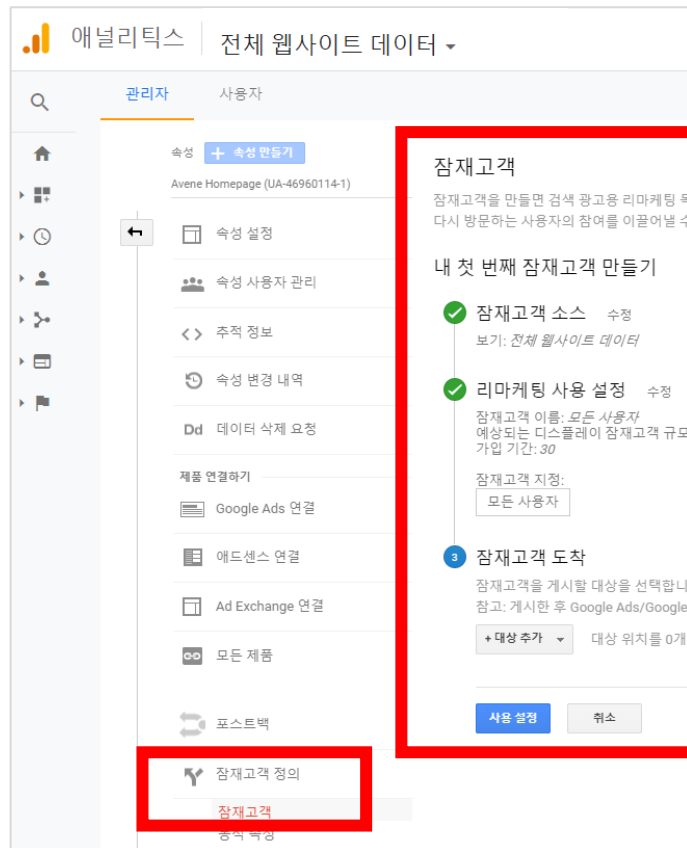 애널리틱스
전체 웹사이트 데이터
관리자
사용자
속성
+ 속성 만들기
Avene Homepage (UA-46960114-1)
속성 설정
속성 사용자 관리
추적 정보
속성 변경 내역
Dd 데이터 삭제 요청
제품 연결하기
Google Ads 연결
애드센스 연결
Ad Exchange 연결
모든 제품
포스트백
잠재고객 정의
잠재고객
동적 속성
잠재고객
잠재고객을 만들면 검색 광고용 리마케팅
다시 방문하는 사용자의 참여를 이끌어낼 수
내 첫 번째 잠재고객 만들기
잠재고객 소스 수정
보기: 전체 웹사이트 데이터
리마케팅 사용 설정 수정
잠재고객 이름: 모든 사용자
예상되는 디스플레이 잠재고객 규모
가입 기간: 30
잠재고객 지정:
모든 사용자
3 잠재고객 도착
잠재고객을 게시할 대상을 선택합니
참고: 게시한 후 Google Ads/Google
+ 대상 추가 대상 위치를 0개
사용 설정 취소